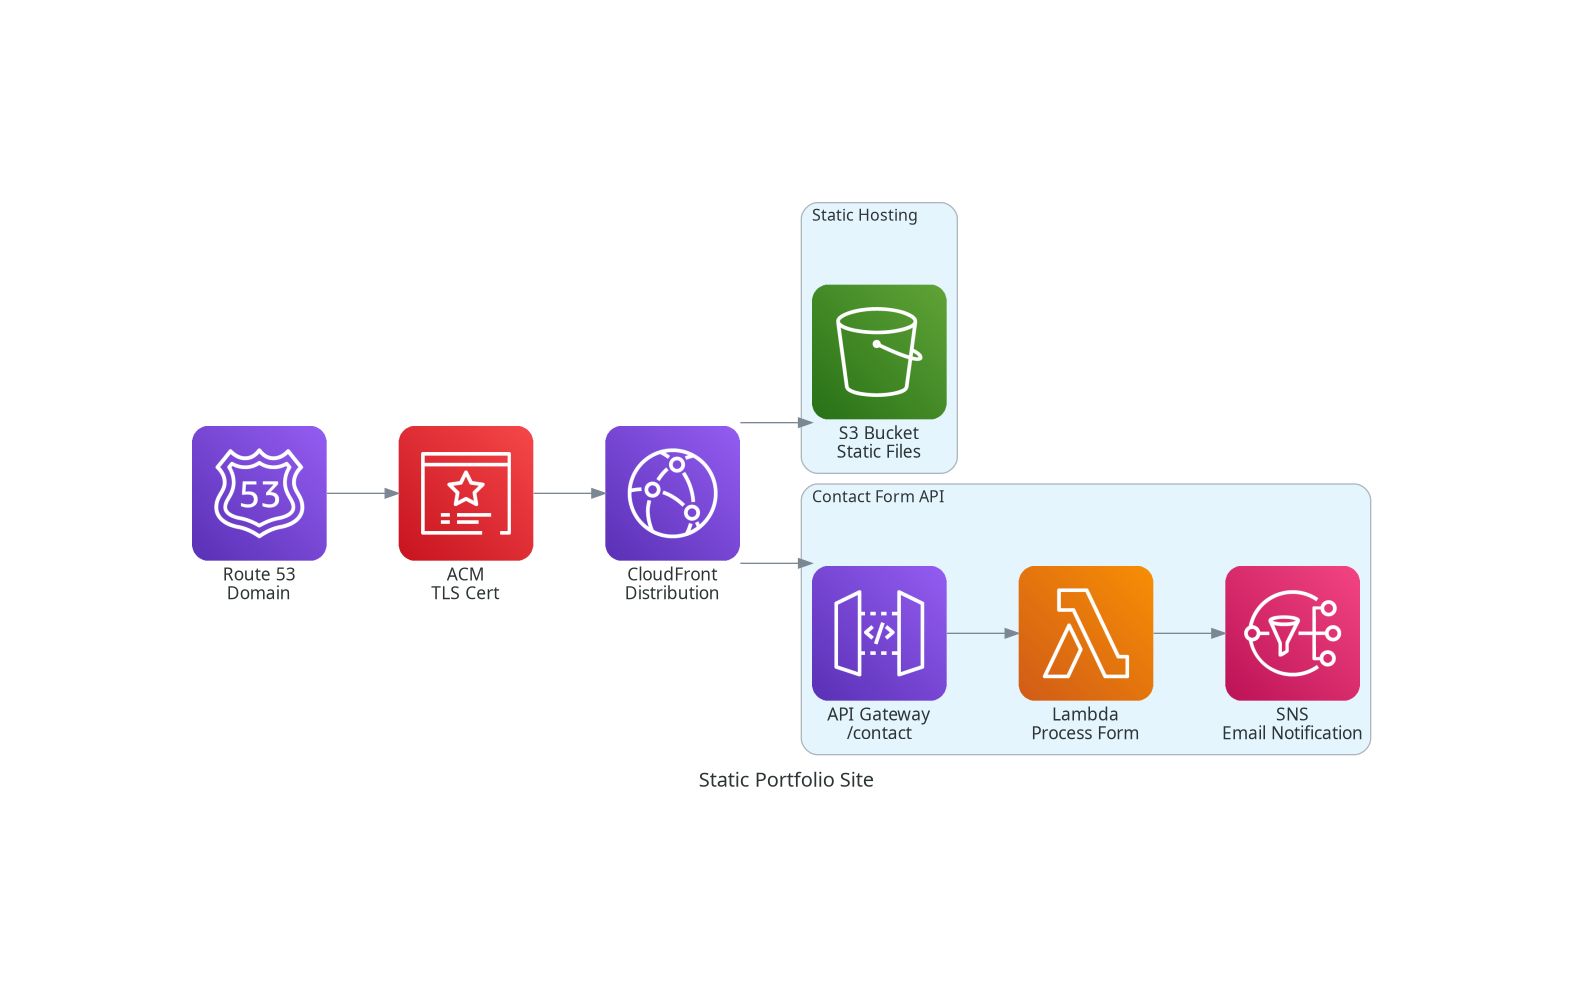 Static Hosting
S3 Bucket
Static Files
53
Route 53
Domain
ACM
TLS Cert
CloudFront
Distribution
Contact Form API
</>
API Gateway
/contact
Lambda
Process Form
SNS
Email Notification
Static Portfolio Site